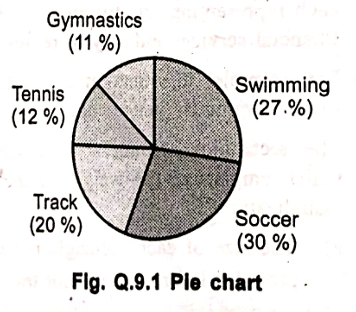 Gymnastics
(11 %)
Swimming
(27.%)
Tennis
(12 %)
Track
(20 %)
Soccer
(30 %)
Fig. Q.9.1 Pie chart